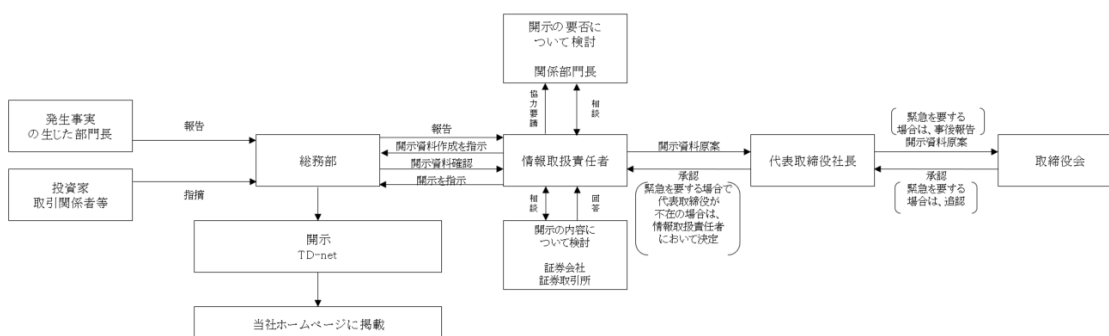 開示の要否に
ついて検討
関係部門長
協力要請
相談
発生事実
の生じた部門長
報告
投資家
取引関係者等
指摘
総務部
報告
開示資料作成を指示
開示資料確認
開示を指示
情報取扱責任者
開示資料原案
承認
緊急を要する場合で
代表取締役が
不在の場合は、
情報取扱責任者
において決定
代表取締役社長
緊急を要する
場合は、事後報告
開示資料原案
承認
緊急を要する
場合は、追認
取締役会
相談
回答
開示の内容に
ついて検討
証券会社
証券取引所
開示
TD-net
当社ホームページに掲載